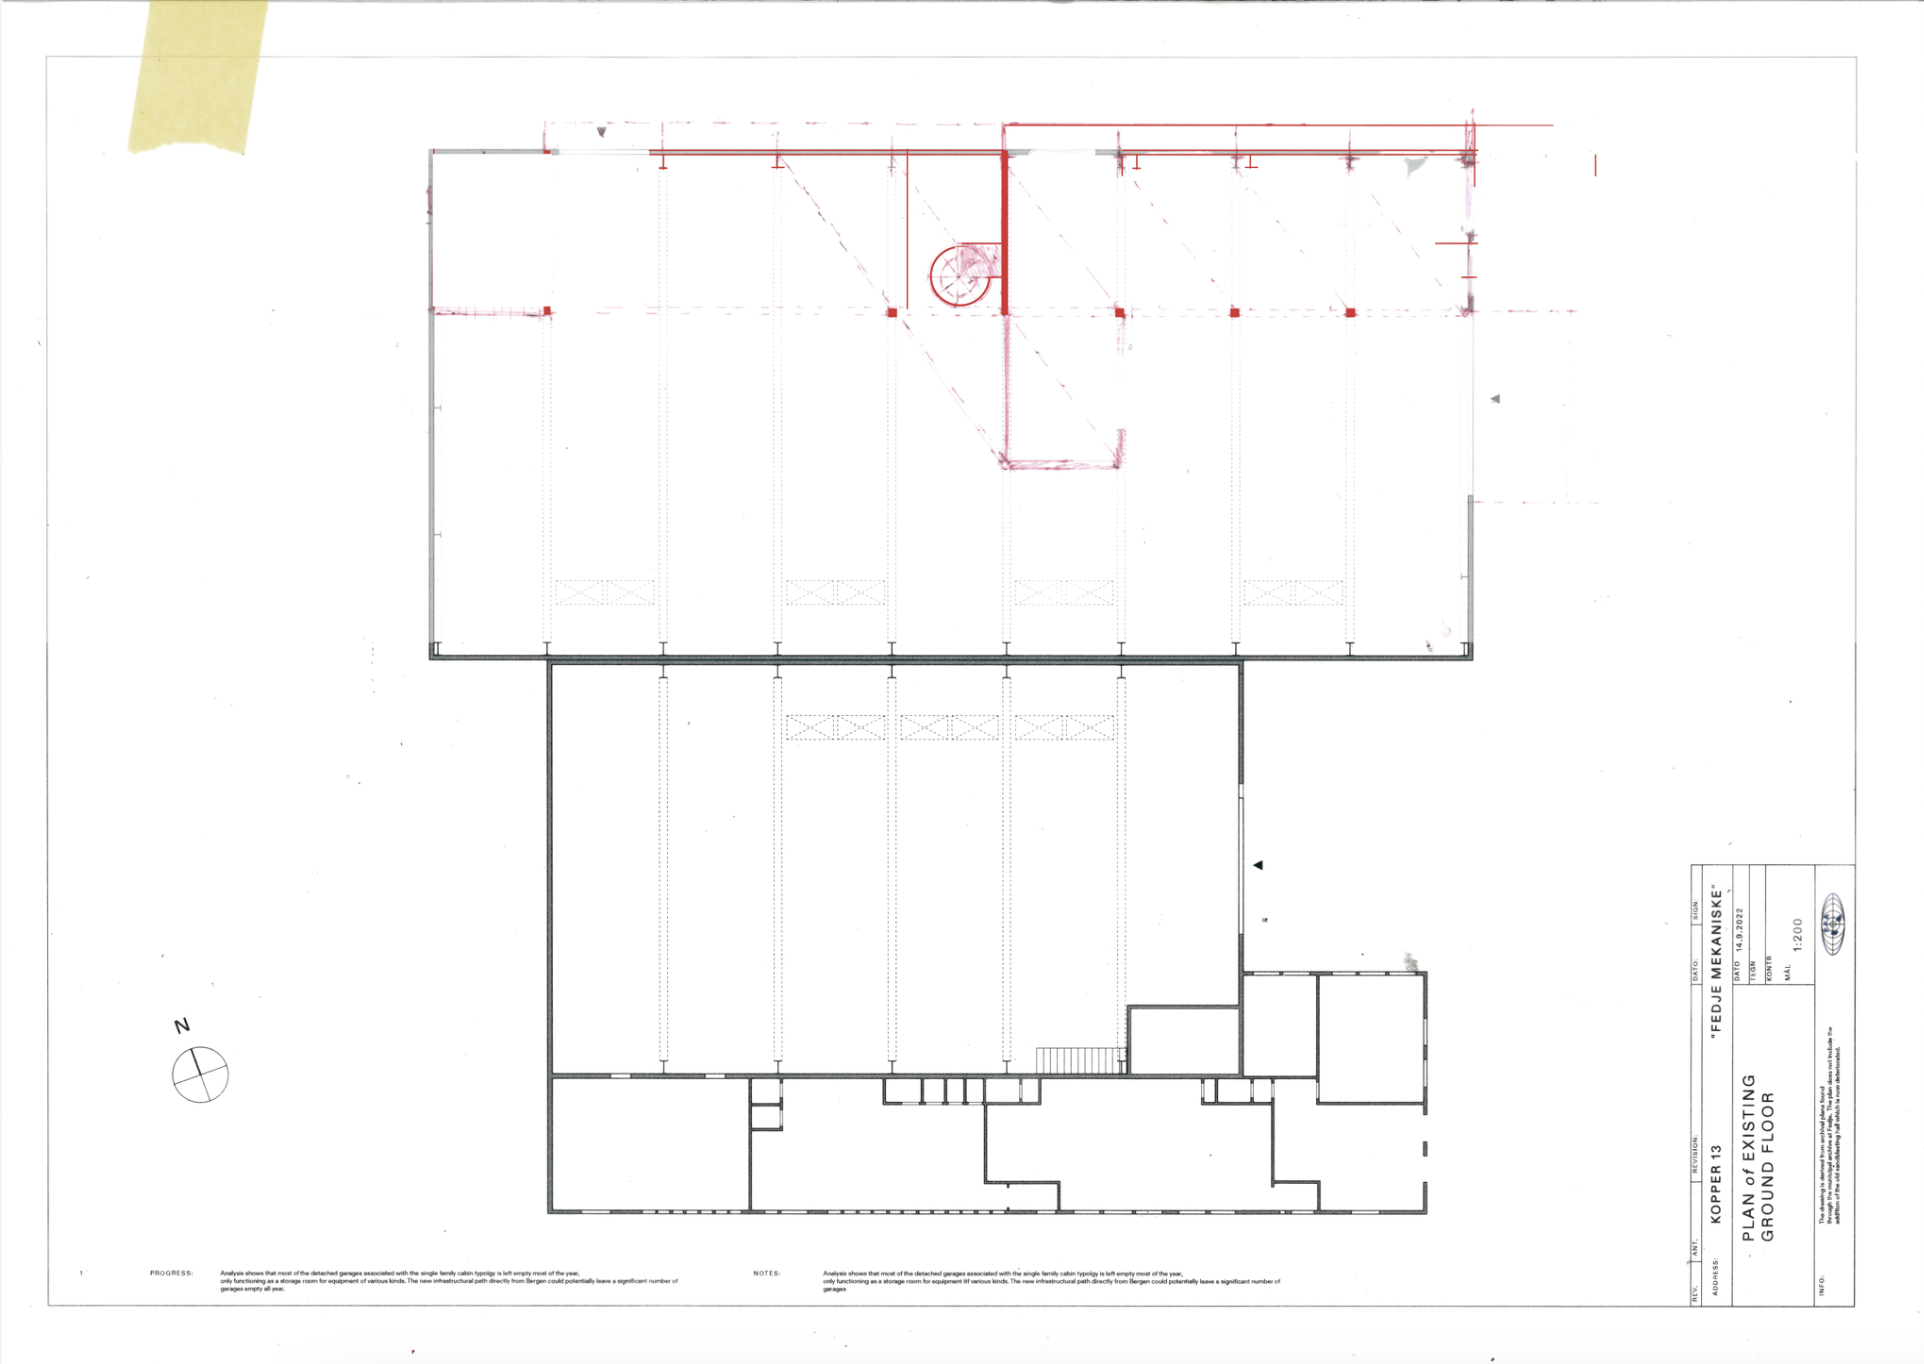 N
1
PROGRESS:
Analysis shows that most of the detached garages associated with the single family cabin typolgy is left empty most of the year,
only functioning as a storage room for equipment of various kinds. The new infrastructural path directly from Bergen could potentially leave a significant number of
garages empty all year.
NOTES:
Analysis shows that most of the detached garages associated with the single family cabin typolgy is left empty most of the year,
only functioning as a storage room for equipment of various kinds. The new infrastructural path directly from Bergen could potentially leave a significant number of
garages
REV.
ANT.
REVISION:
DATO:
SIGN:
ADDRESS:
KOPPER 13
"FEDJE MEKANISKE"
PLAN of EXISTING
GROUND FLOOR
DATO 14.9.2022
TEGN
KONTR
MÅL
1:200
INFO:
The drawing is derived from archival plans found
through the municipal archive at Fedje. The plan does not include the
addition of the old sandblasting hall which is now deteriorated.